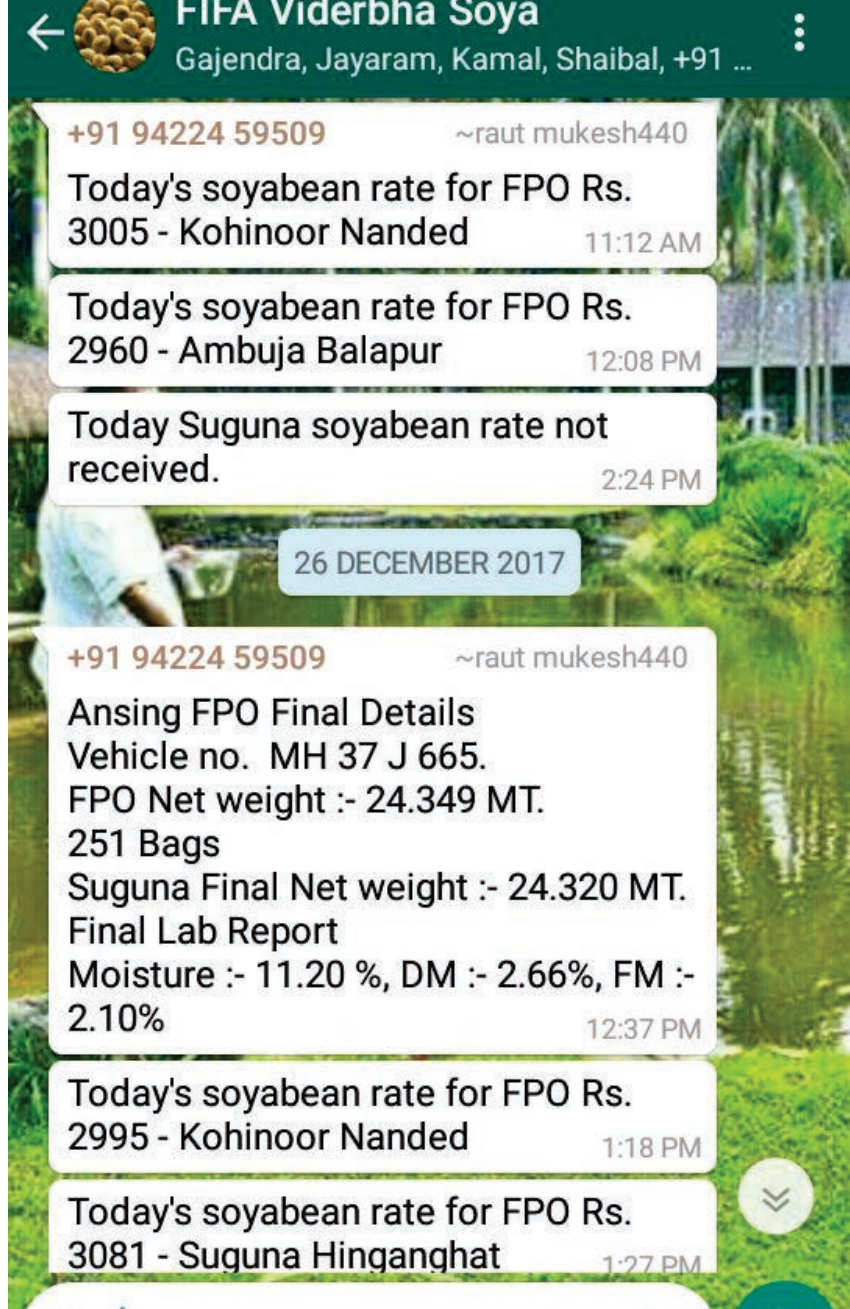 FIFA Viderbha Soya
Gajendra, Jayaram, Kamal, Shaibal, +91 ...
+91 94224 59509 ~raut mukesh440
Today's soyabean rate for FPO Rs.
3005 - Kohinoor Nanded 11:12 AM
Today's soyabean rate for FPO Rs.
2960 - Ambuja Balapur 12:08 PM
Today Suguna soyabean rate not
received. 2:24 PM
26 DECEMBER 2017
+91 94224 59509 ~raut mukesh440
Ansing FPO Final Details
Vehicle no. MH 37 J 665.
FPO Net weight :- 24.349 MT.
251 Bags
Suguna Final Net weight :- 24.320 MT.
Final Lab Report
Moisture :- 11.20 %, DM :- 2.66%, FM :-
2.10% 12:37 PM
Today's soyabean rate for FPO Rs.
2995 - Kohinoor Nanded 1:18 PM
Today's soyabean rate for FPO Rs.
3081 - Suguna Hinganghat 1:27 PM